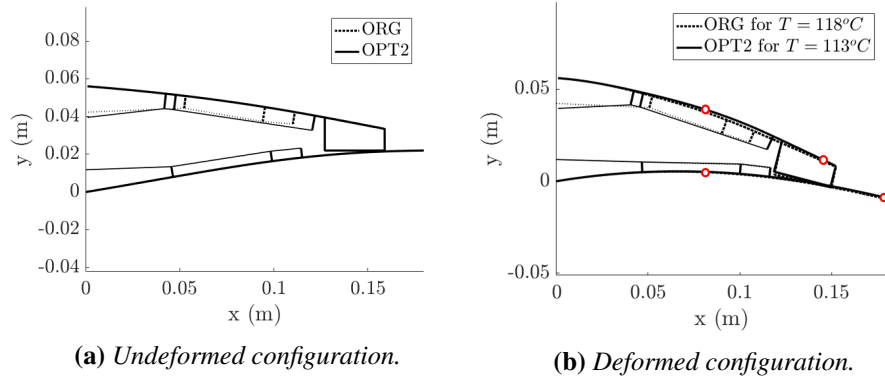 0.08
0.06
0.04
0.02
0
-0.02
-0.04
y (m)
0
0.05
0.1
0.15
x (m)
ORG
OPT2
(a) Undeformed configuration.
0.05
0
-0.05
y (m)
0
0.05
0.1
0.15
x (m)
ORG for T = 118°C
OPT2 for T = 113°C
(b) Deformed configuration.